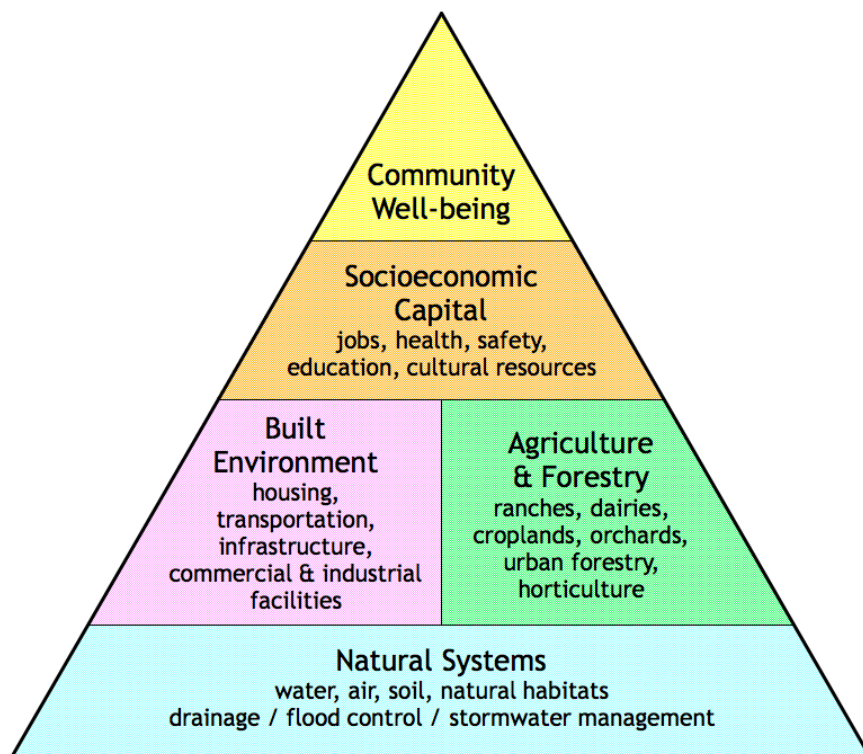 Community
Well-being
Socioeconomic
Capital
jobs, health, safety,
education, cultural resources
Built
Environment
housing,
transportation,
infrastructure,
commercial & industrial
facilities
Agriculture
& Forestry
ranches, dairies,
croplands, orchards,
urban forestry,
horticulture
Natural Systems
water, air, soil, natural habitats
drainage / flood control / stormwater management